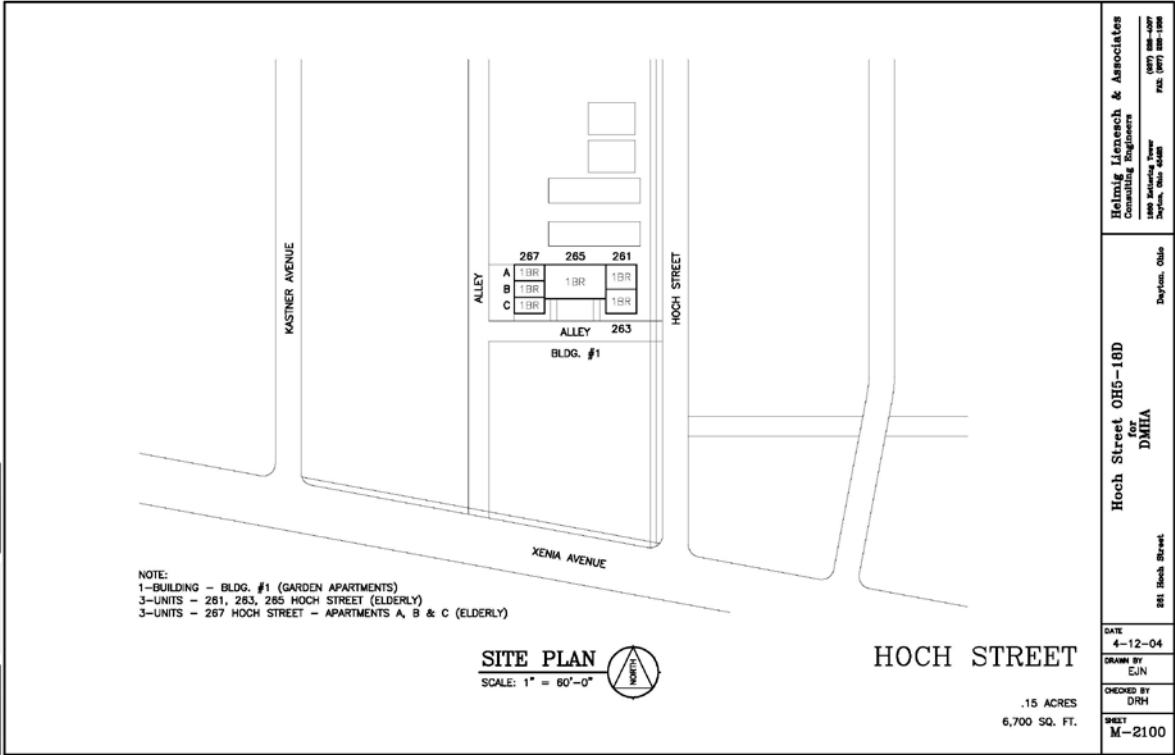 KASTNER AVENUE
ALLEY
267 265 261
A 1BR
B 1BR
C 1BR
1BR
1BR
1BR
263
ALLEY
BLDG. #1
HOCH STREET
XENIA AVENUE
NOTE:
1-BUILDING - BLDG. #1 (GARDEN APARTMENTS)
3-UNITS - 261, 263, 265 HOCH STREET (ELDERLY)
3-UNITS - 267 HOCH STREET - APARTMENTS A, B & C (ELDERLY)
SITE PLAN
SCALE: 1" = 60'-0"
NORTH
HOCH STREET
.15 ACRES
6,700 SQ. FT.
Helmig Lienesch & Associates
Consulting Engineers
Kettering Tower
Dayton, Ohio
Hoch Street OH5-18D
for
DMHA
261 Hoch Street
Dayton, Ohio
DATE
4-12-04
DRAWN BY
EJN
CHECKED BY
DRH
SHEET
M-2100